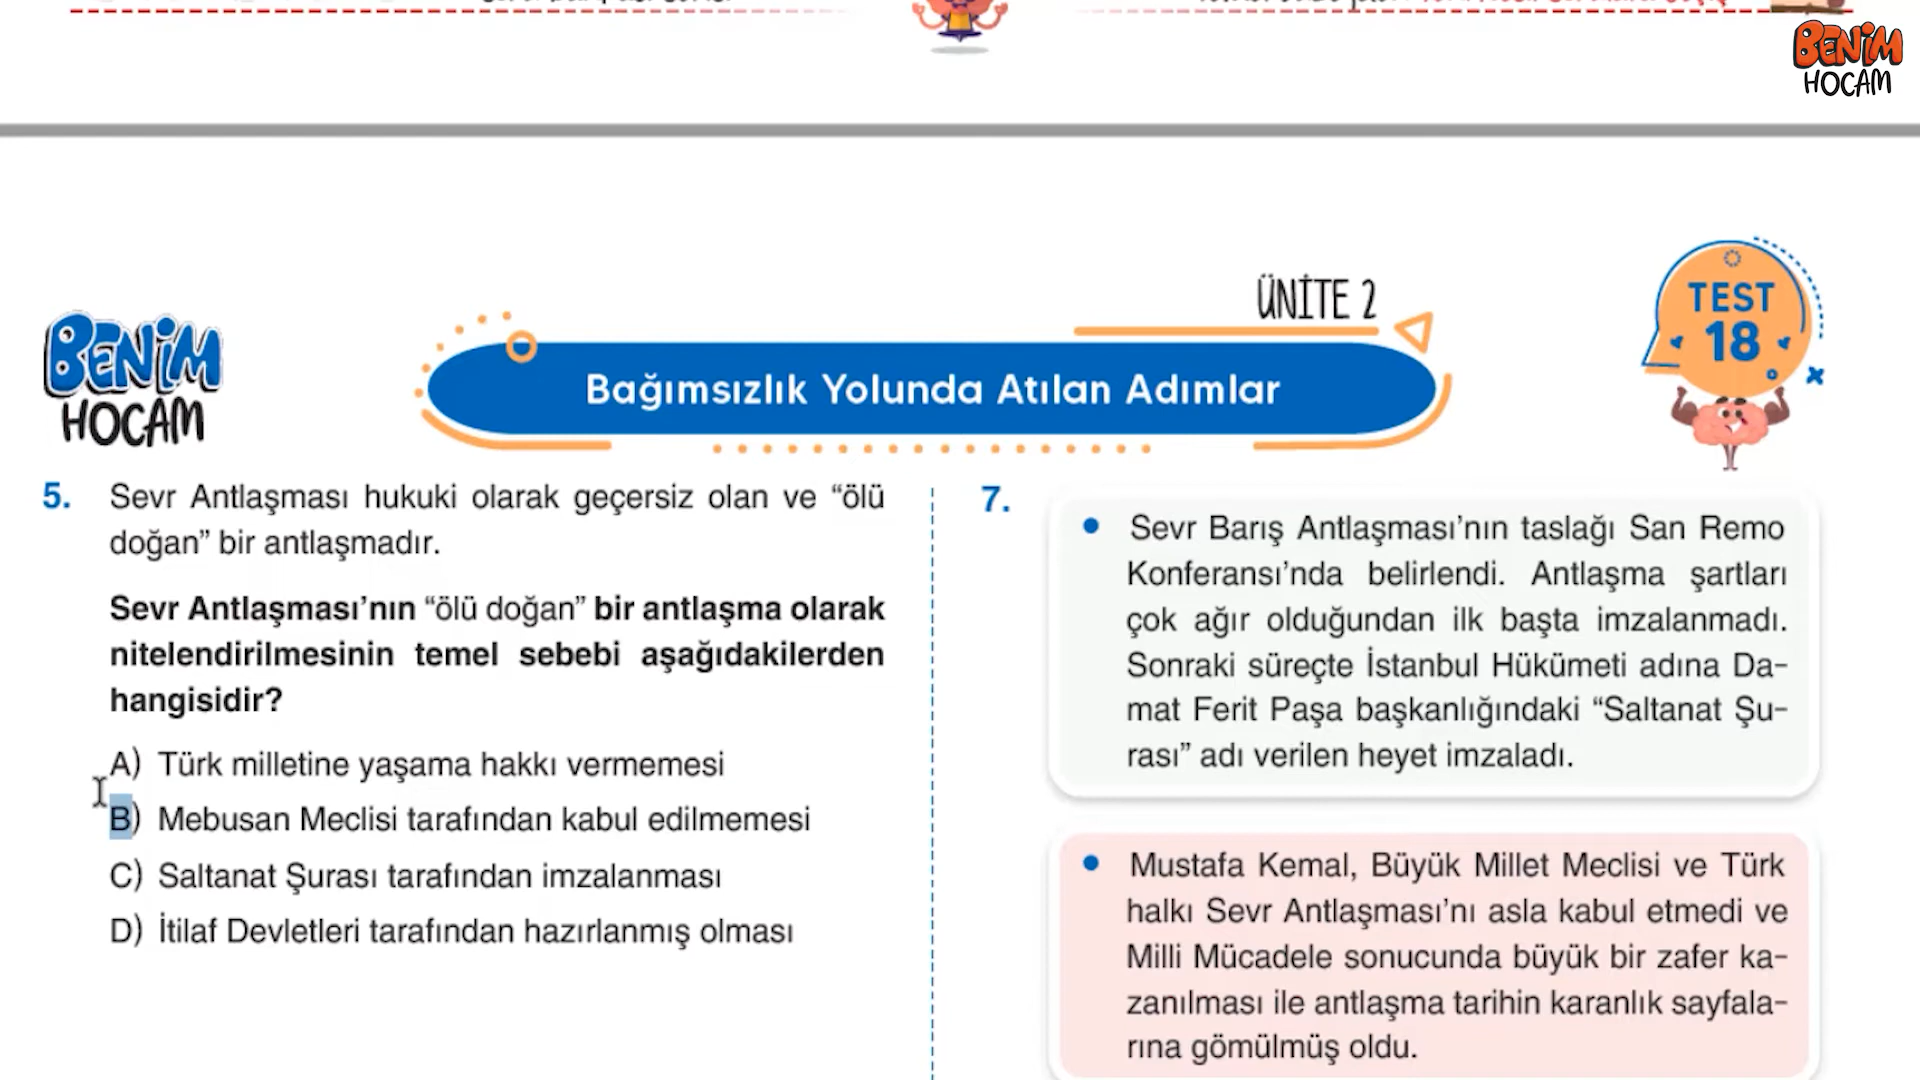 BENİM
HOCAM
ÜNİTE 2
TEST
18
BENİM
HOCAM
Bağımsızlık Yolunda Atılan Adımlar
5. Sevr Antlaşması hukuki olarak geçersiz olan ve “ölü
doğan” bir antlaşmadır.
Sevr Antlaşması’nın “ölü doğan” bir antlaşma olarak
nitelendirilmesinin temel sebebi aşağıdakilerden
hangisidir?
A) Türk milletine yaşama hakkı vermemesi
B) Mebusan Meclisi tarafından kabul edilmemesi
C) Saltanat Şurası tarafından imzalanması
D) İtilaf Devletleri tarafından hazırlanmış olması
7.
• Sevr Barış Antlaşması’nın taslağı San Remo
Konferansı’nda belirlendi. Antlaşma şartları
çok ağır olduğundan ilk başta imzalanmadı.
Sonraki süreçte İstanbul Hükümeti adına Da-
mat Ferit Paşa başkanlığındaki “Saltanat Şu-
rası” adı verilen heyet imzaladı.
• Mustafa Kemal, Büyük Millet Meclisi ve Türk
halkı Sevr Antlaşması’nı asla kabul etmedi ve
Milli Mücadele sonucunda büyük bir zafer ka-
zanılması ile antlaşma tarihin karanlık sayfala-
rına gömülmüş oldu.